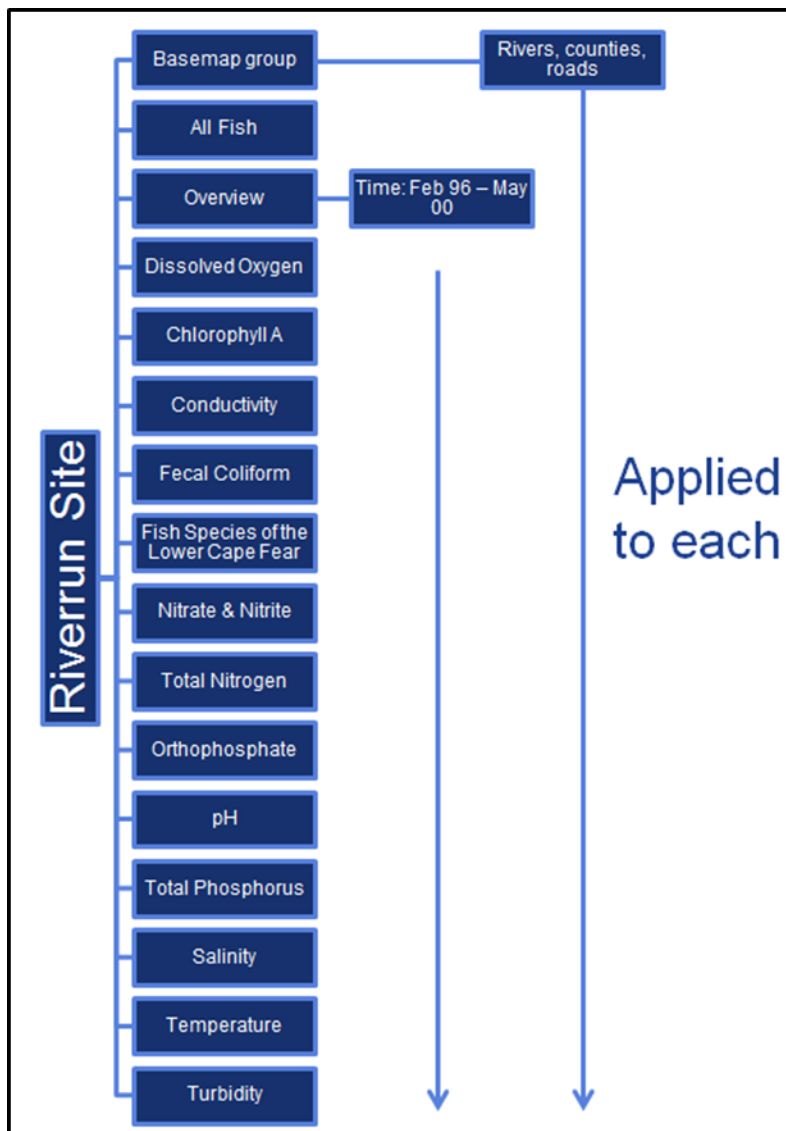 Basemap group
Rivers, counties,
roads
All Fish
Overview
Time: Feb 96 – May
00
Dissolved Oxygen
Chlorophyll A
Conductivity
Fecal Coliform
Fish Species of the
Lower Cape Fear
Nitrate & Nitrite
Total Nitrogen
Orthophosphate
pH
Total Phosphorus
Salinity
Temperature
Turbidity
Riverrun Site
Applied
to each